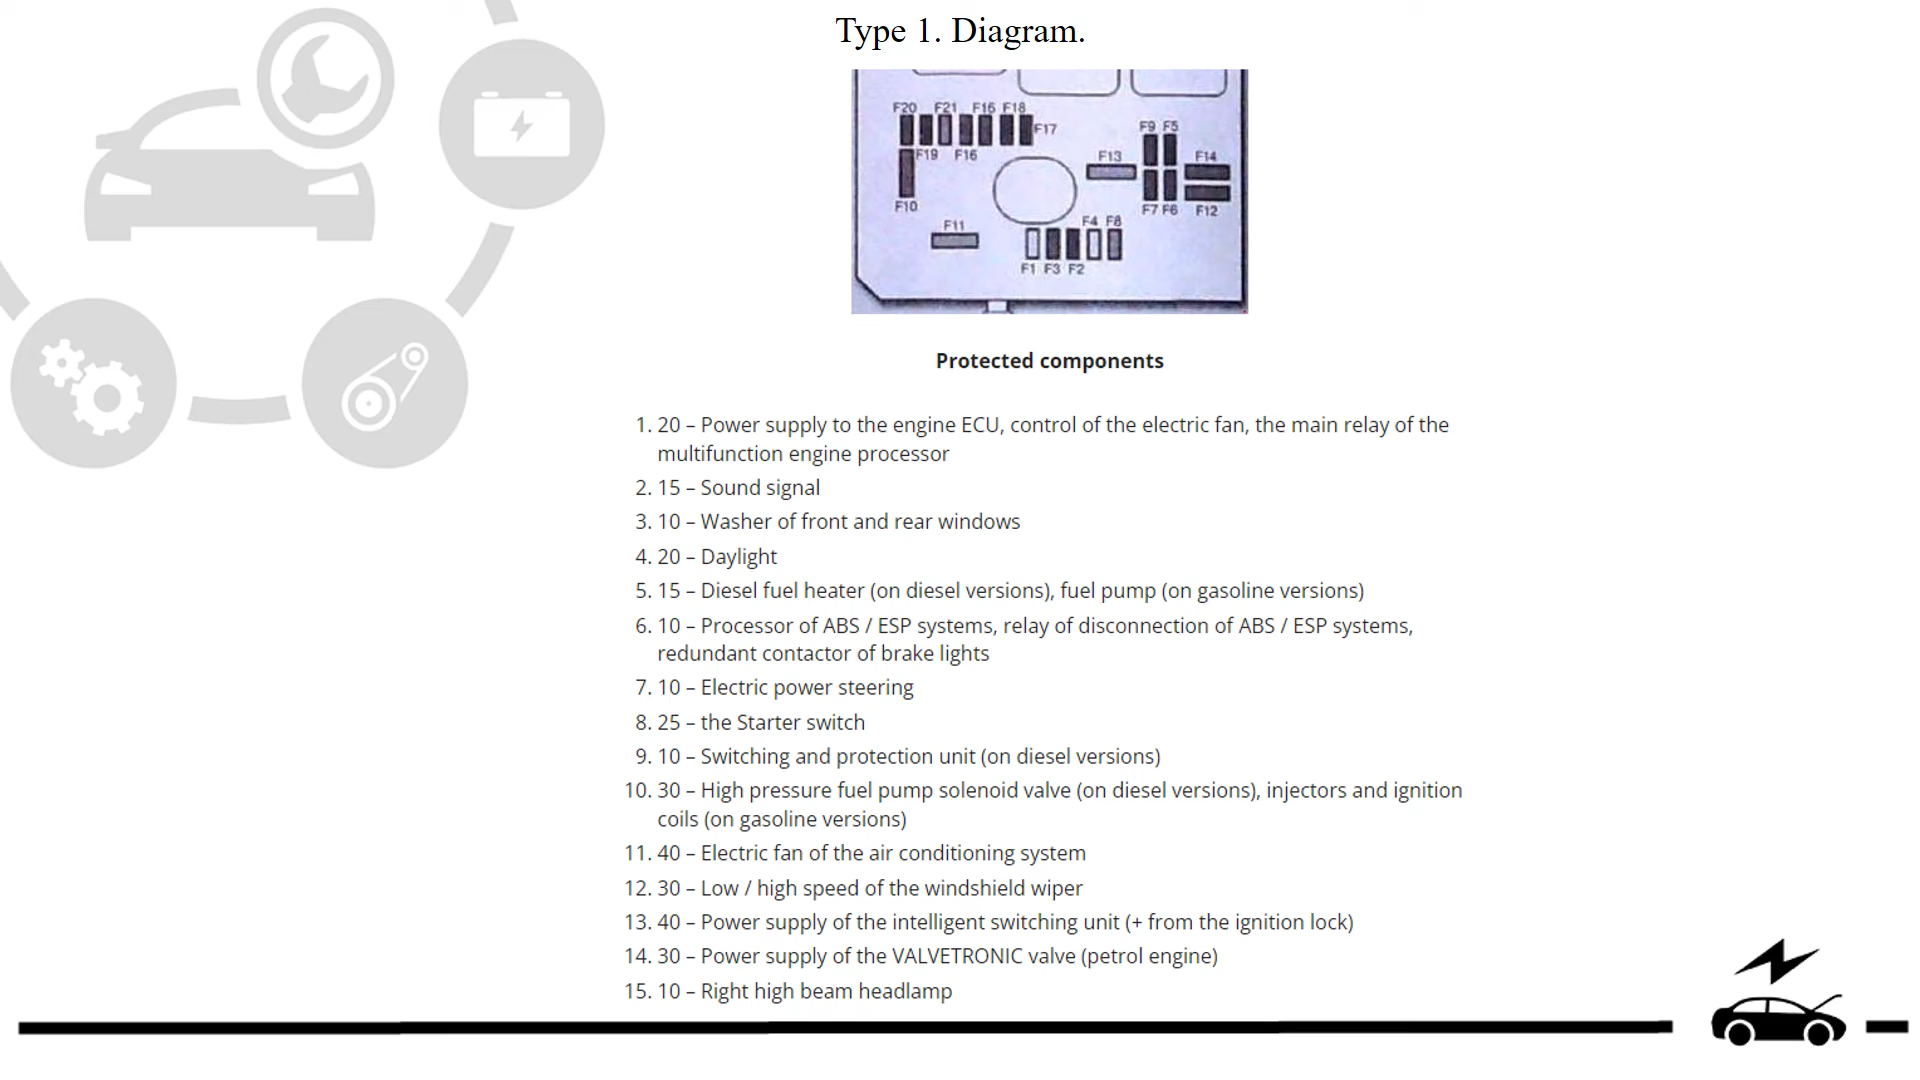 Type 1. Diagram.
F20 F21 F15 F18
F17
F19 F16
F10
F11
F13
F9 F5
F14
F7 F6 F12
F4 F8
F1 F3 F2
Protected components
1. 20 – Power supply to the engine ECU, control of the electric fan, the main relay of the
multifunction engine processor
2. 15 – Sound signal
3. 10 – Washer of front and rear windows
4. 20 – Daylight
5. 15 – Diesel fuel heater (on diesel versions), fuel pump (on gasoline versions)
6. 10 – Processor of ABS / ESP systems, relay of disconnection of ABS / ESP systems,
redundant contactor of brake lights
7. 10 – Electric power steering
8. 25 – the Starter switch
9. 10 – Switching and protection unit (on diesel versions)
10. 30 – High pressure fuel pump solenoid valve (on diesel versions), injectors and ignition
coils (on gasoline versions)
11. 40 – Electric fan of the air conditioning system
12. 30 – Low / high speed of the windshield wiper
13. 40 – Power supply of the intelligent switching unit (+ from the ignition lock)
14. 30 – Power supply of the VALVETRONIC valve (petrol engine)
15. 10 – Right high beam headlamp